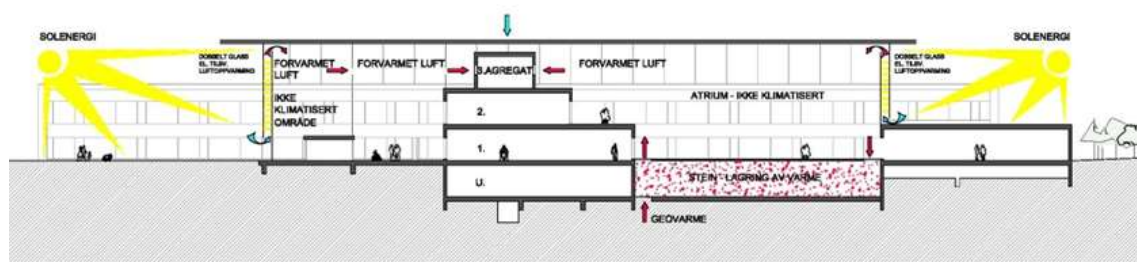 SOLENERGI
DOBBELT GLASS
EL. TILSV.
LUFTOPPVARMING
FORVARMET
LUFT
FORVARMET LUFT
S.AGREGAT
FORVARMET LUFT
DOBBELT GLASS
EL. TILSV.
LUFTOPPVARMING
SOLENERGI
IKKE
KLIMATISERT
OMRÅDE
2.
ATRIUM - IKKE KLIMATISERT
1.
U.
STEIN - LAGRING AV VARME
GEOVARME